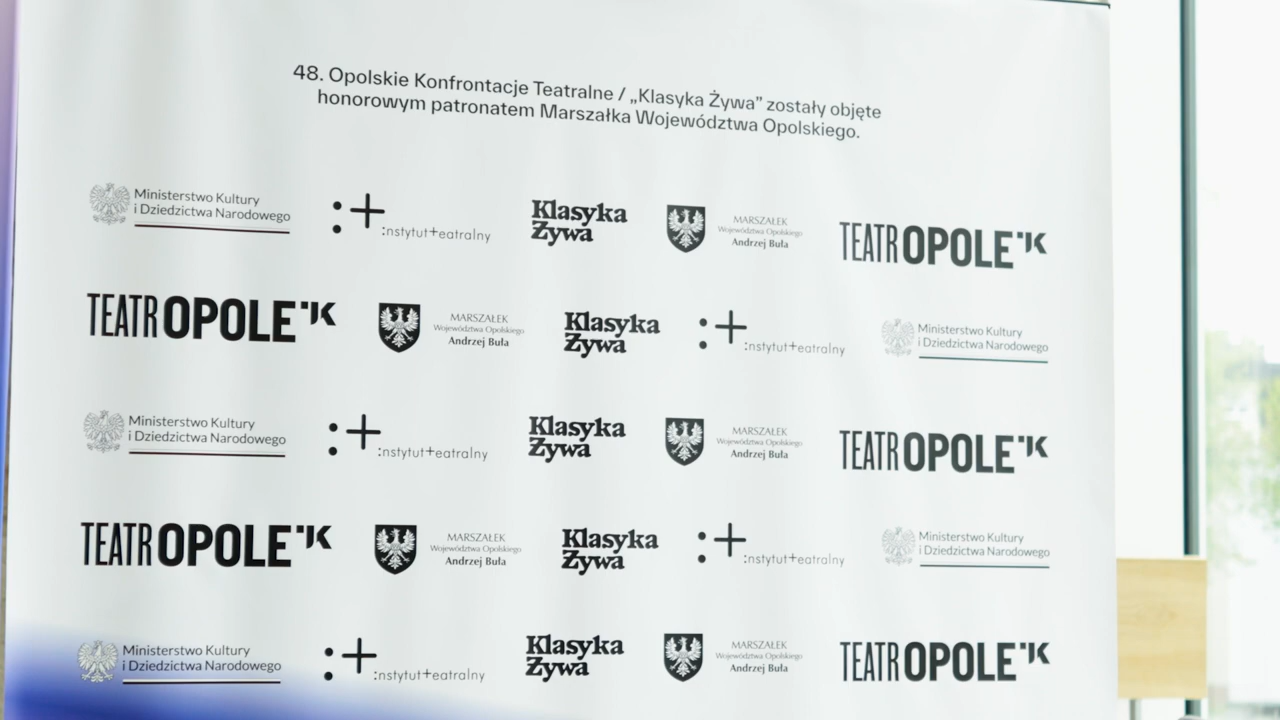 48. Opolskie Konfrontacje Teatralne / „Klasyka Żywa” zostały objęte
honorowym patronatem Marszałka Województwa Opolskiego.
Ministerstwo Kultury
i Dziedzictwa Narodowego
:+
:nstytut+eatralny
Klasyka
Żywa
MARSZAŁEK
Województwa Opolskiego
Andrzej Buła
TEATR OPOLE "K
TEATR OPOLE "K
MARSZAŁEK
Województwa Opolskiego
Andrzej Buła
Klasyka
Żywa
:+
:nstytut+eatralny
Ministerstwo Kultury
i Dziedzictwa Narodowego
Ministerstwo Kultury
i Dziedzictwa Narodowego
:+
:nstytut+eatralny
Klasyka
Żywa
MARSZAŁEK
Województwa Opolskiego
Andrzej Buła
TEATR OPOLE "K
TEATR OPOLE "K
MARSZAŁEK
Województwa Opolskiego
Andrzej Buła
Klasyka
Żywa
:+
:nstytut+eatralny
Ministerstwo Kultury
i Dziedzictwa Narodowego
Ministerstwo Kultury
i Dziedzictwa Narodowego
:+
:nstytut+eatralny
Klasyka
Żywa
MARSZAŁEK
Województwa Opolskiego
Andrzej Buła
TEATR OPOLE "K